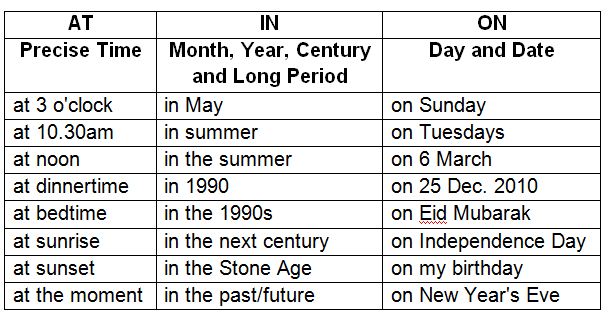 AT IN ON
Precise Time Month, Year, Century and Long Period Day and Date
at 3 o'clock in May on Sunday
at 10.30am in summer on Tuesdays
at noon in the summer on 6 March
at dinnertime in 1990 on 25 Dec. 2010
at bedtime in the 1990s on Eid Mubarak
at sunrise in the next century on Independence Day
at sunset in the Stone Age on my birthday
at the moment in the past/future on New Year's Eve